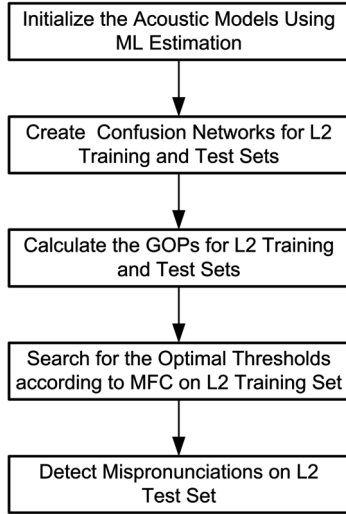 Initialize the Acoustic Models Using
ML Estimation
Create Confusion Networks for L2
Training and Test Sets
Calculate the GOPs for L2 Training
and Test Sets
Search for the Optimal Thresholds
according to MFC on L2 Training Set
Detect Mispronunciations on L2
Test Set